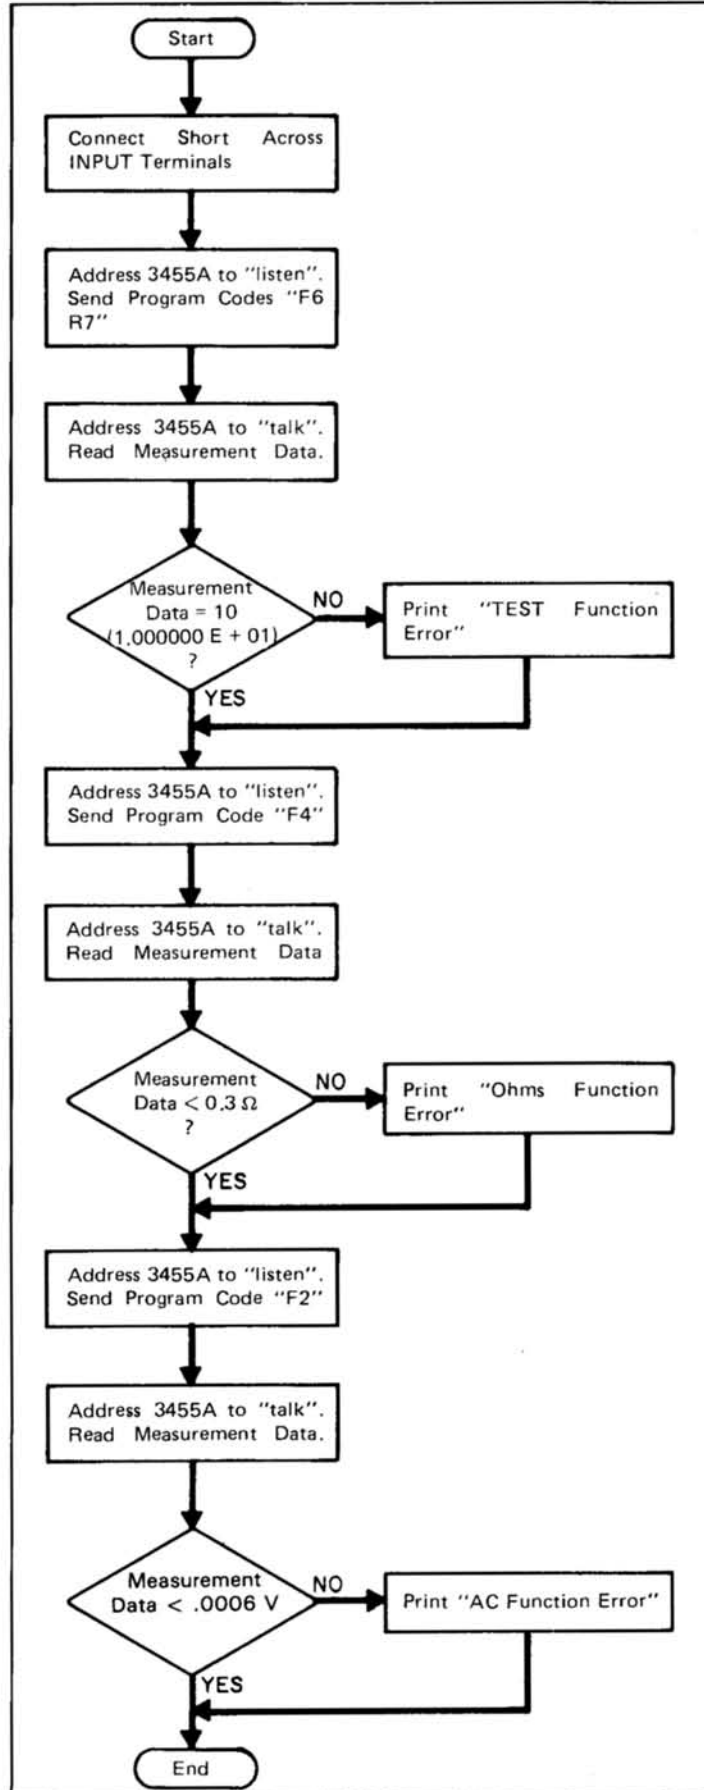 Start
Connect Short Across
INPUT Terminals
Address 3455A to "listen".
Send Program Codes "F6
R7"
Address 3455A to "talk".
Read Measurement Data.
Measurement
Data = 10
(1.000000 E + 01)
?
NO
Print "TEST Function
Error"
YES
Address 3455A to "listen".
Send Program Code "F4"
Address 3455A to "talk".
Read Measurement Data
Measurement
Data < 0.3 Ω
?
NO
Print "Ohms Function
Error"
YES
Address 3455A to "listen".
Send Program Code "F2"
Address 3455A to "talk".
Read Measurement Data.
Measurement
Data < .0006 V
NO
Print "AC Function Error"
YES
End